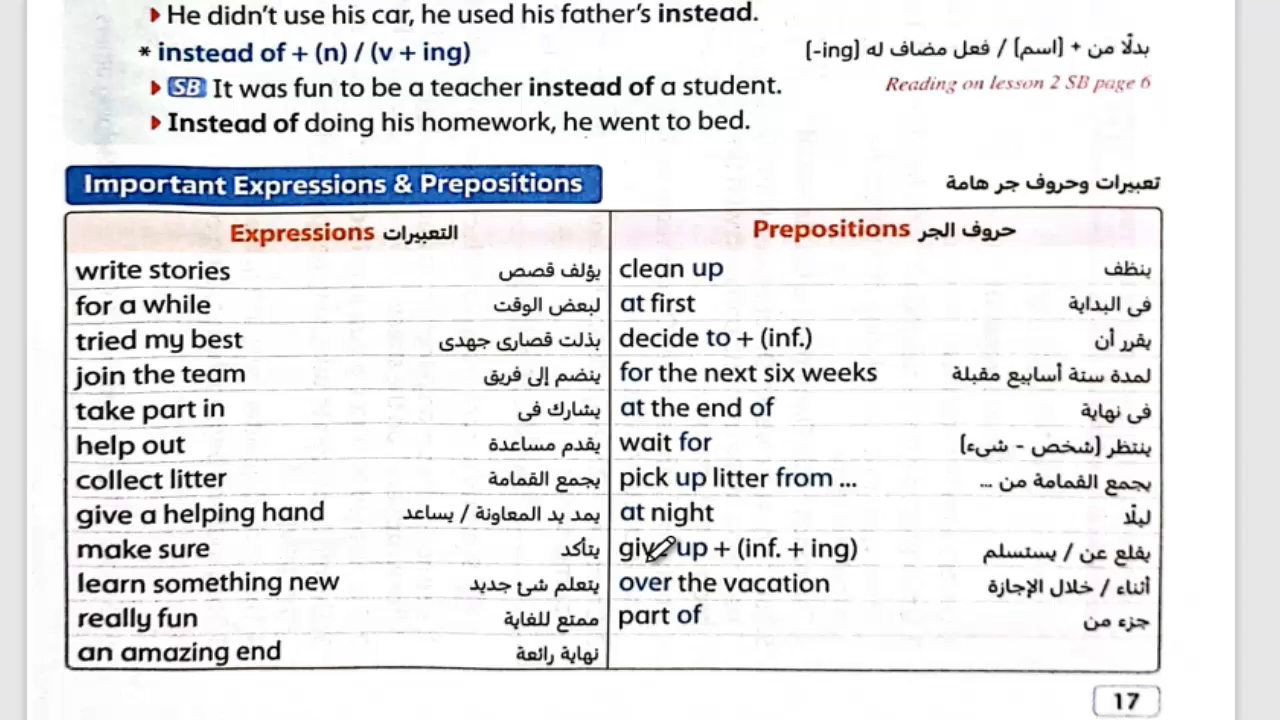 He didn't use his car, he used his father's instead.
* instead of + (n) / (v + ing) بدلًا من + [اسم] / فعل مضاف له [-ing]
SB It was fun to be a teacher instead of a student. Reading on lesson 2 SB page 6
Instead of doing his homework, he went to bed.
Important Expressions & Prepositions تعبيرات وحروف جر هامة
Expressions التعبيرات Prepositions حروف الجر
write stories يؤلف قصص clean up ينظف
for a while لبعض الوقت at first فى البداية
tried my best بذلت قصارى جهدى decide to + (inf.) يقرر أن
join the team ينضم إلى فريق for the next six weeks لمدة ستة أسابيع مقبلة
take part in يشارك فى at the end of فى نهاية
help out يقدم مساعدة wait for ينتظر [شخص - شىء]
collect litter يجمع القمامة pick up litter from ... يجمع القمامة من ...
give a helping hand يمد يد المعاونة / يساعد at night ليلًا
make sure يتأكد give up + (inf. + ing) يقلع عن / يستسلم
learn something new يتعلم شئ جديد over the vacation أثناء / خلال الإجازة
really fun ممتع للغاية part of جزء من
an amazing end نهاية رائعة
17